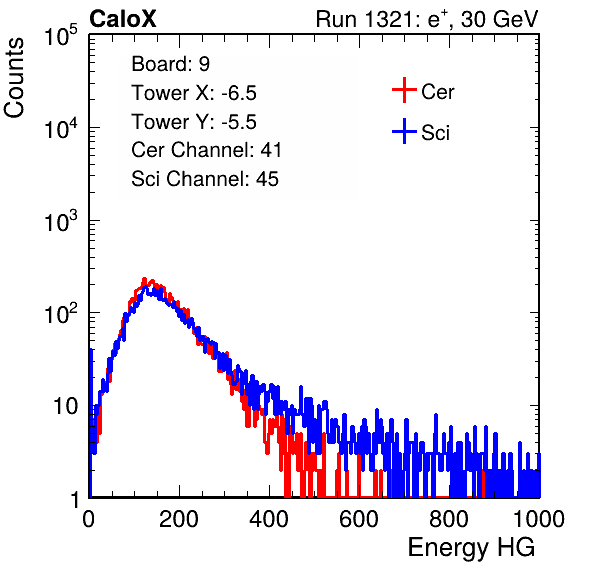 CaloX Run 1321: e⁺, 30 GeV
Counts
10⁵
10⁴
10³
10²
10
1
Board: 9
Tower X: -6.5
Tower Y: -5.5
Cer Channel: 41
Sci Channel: 45
Cer
Sci
0 200 400 600 800 1000
Energy HG